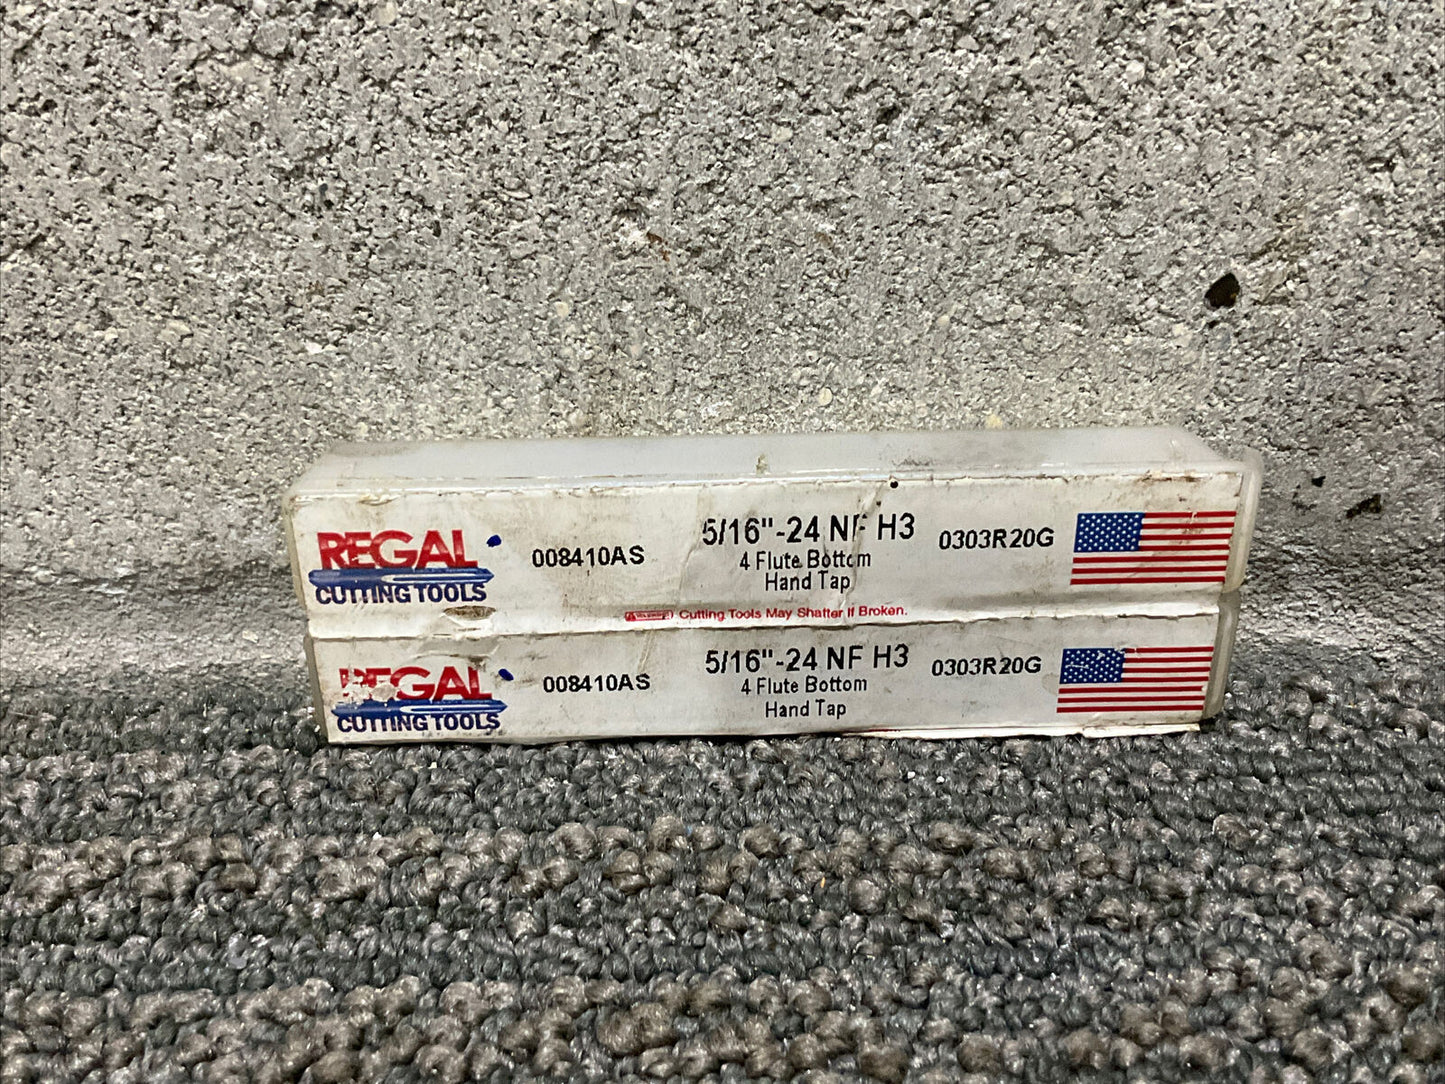 REGAL
CUTTING TOOLS
008410AS
5/16"-24 NF H3
4 Flute Bottom
Hand Tap
0303R20G
Cutting Tools May Shatter If Broken.
REGAL
CUTTING TOOLS
008410AS
5/16"-24 NF H3
4 Flute Bottom
Hand Tap
0303R20G